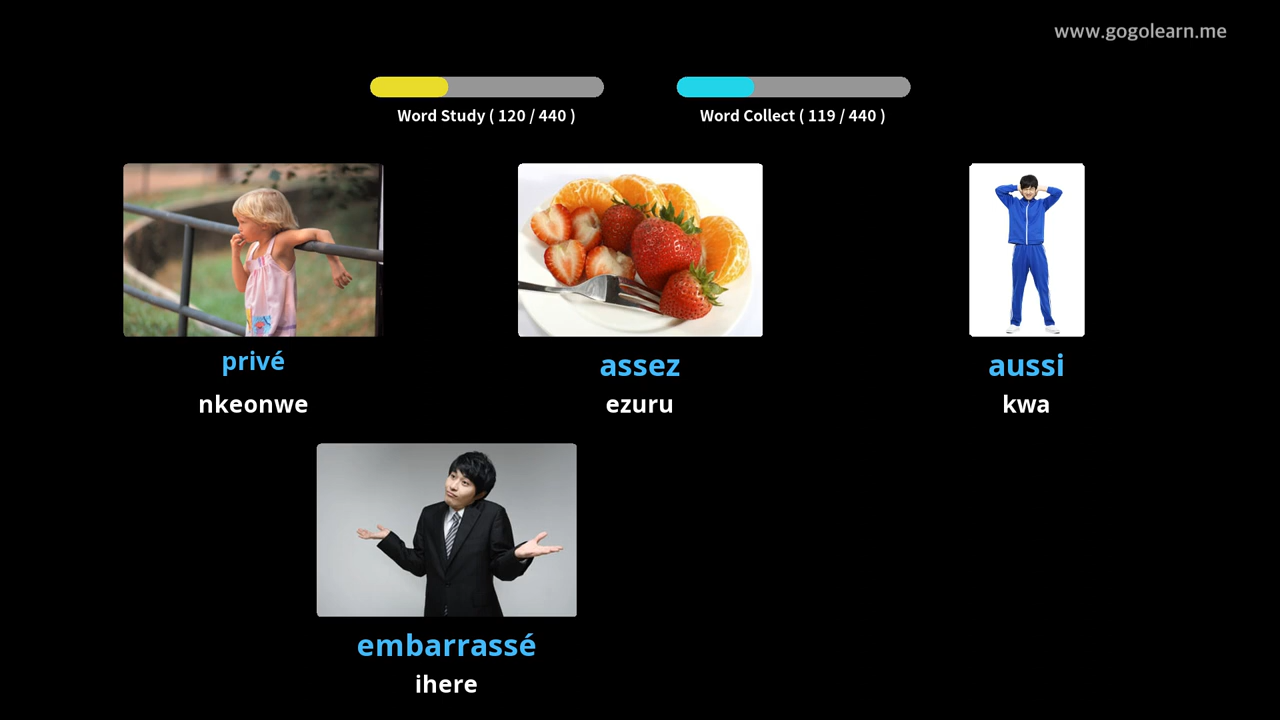 www.gogolearn.me
Word Study ( 120 / 440 )
Word Collect ( 119 / 440 )
privé
assez
aussi
nkeonwe
ezuru
kwa
embarrassé
ihere